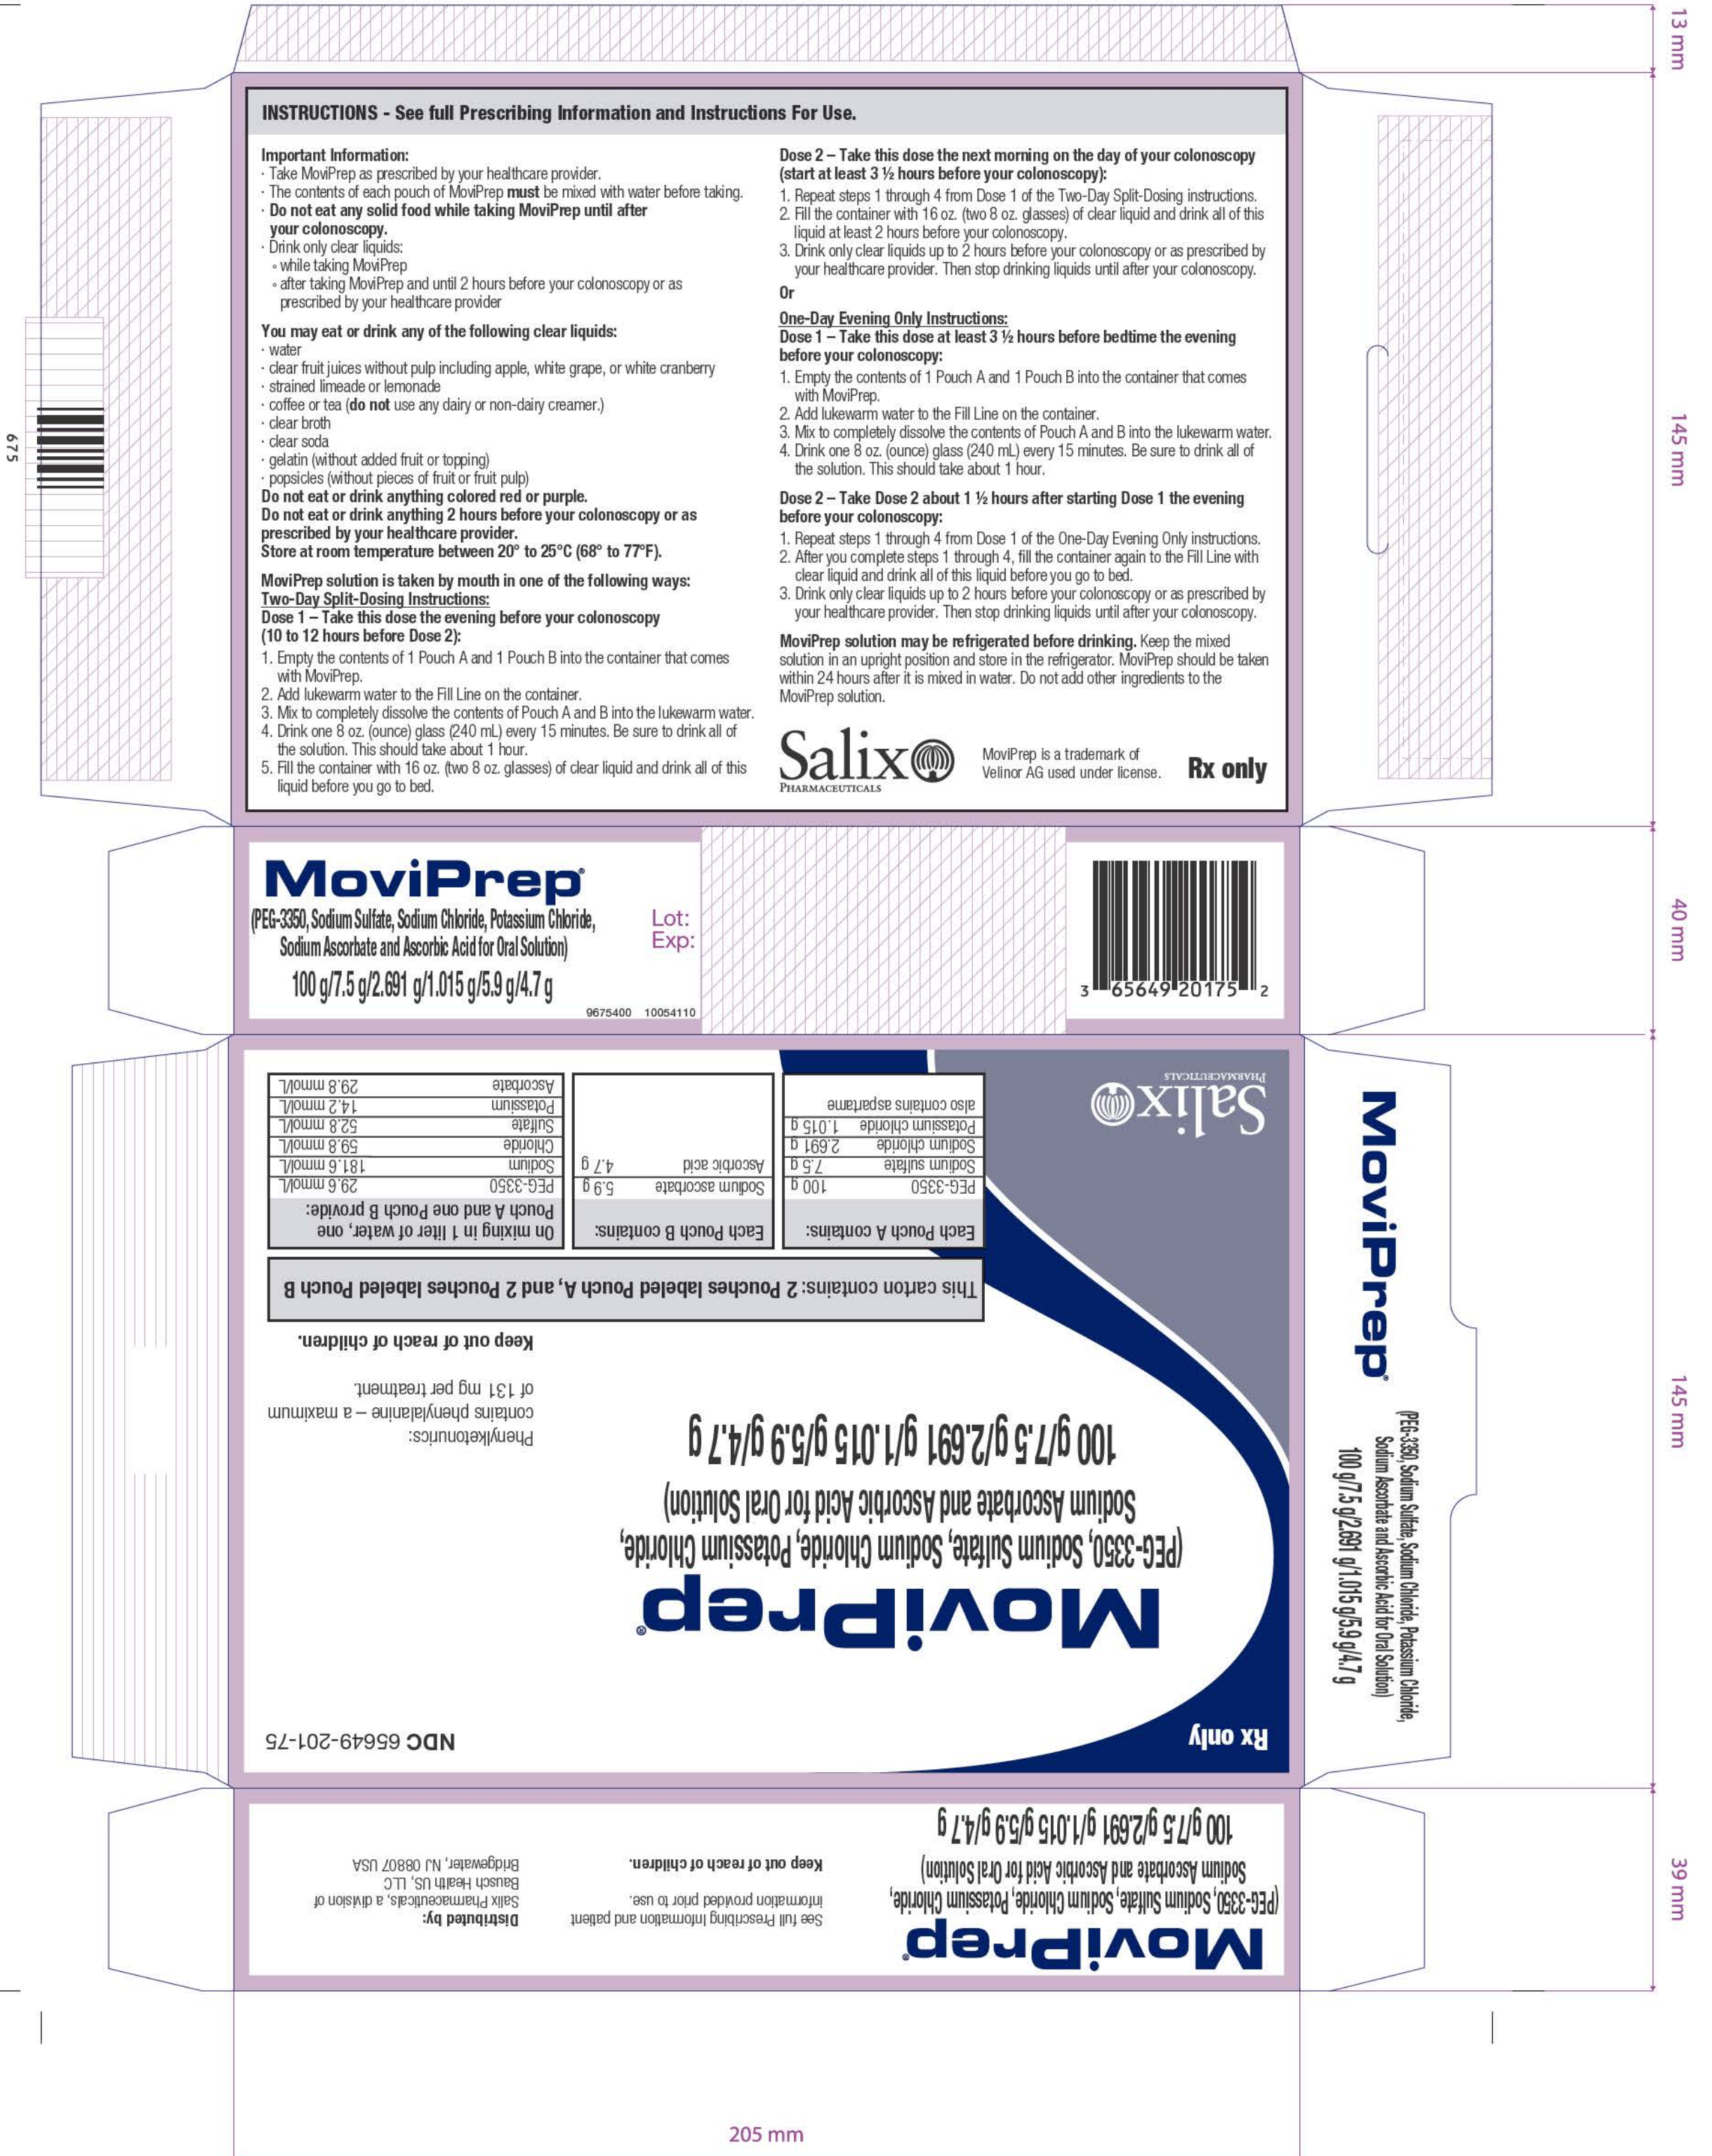 13 mm
INSTRUCTIONS - See full Prescribing Information and Instructions For Use.
Important Information:
· Take MoviPrep as prescribed by your healthcare provider.
· The contents of each pouch of MoviPrep must be mixed with water before taking.
· Do not eat any solid food while taking MoviPrep until after
your colonoscopy.
· Drink only clear liquids:
◦ while taking MoviPrep
◦ after taking MoviPrep and until 2 hours before your colonoscopy or as
prescribed by your healthcare provider
You may eat or drink any of the following clear liquids:
· water
· clear fruit juices without pulp including apple, white grape, or white cranberry
· strained limeade or lemonade
· coffee or tea (do not use any dairy or non-dairy creamer.)
· clear broth
· clear soda
· gelatin (without added fruit or topping)
· popsicles (without pieces of fruit or fruit pulp)
Do not eat or drink anything colored red or purple.
Do not eat or drink anything 2 hours before your colonoscopy or as
prescribed by your healthcare provider.
Store at room temperature between 20° to 25°C (68° to 77°F).
MoviPrep solution is taken by mouth in one of the following ways:
Two-Day Split-Dosing Instructions:
Dose 1 – Take this dose the evening before your colonoscopy
(10 to 12 hours before Dose 2):
1. Empty the contents of 1 Pouch A and 1 Pouch B into the container that comes
with MoviPrep.
2. Add lukewarm water to the Fill Line on the container.
3. Mix to completely dissolve the contents of Pouch A and B into the lukewarm water.
4. Drink one 8 oz. (ounce) glass (240 mL) every 15 minutes. Be sure to drink all of
the solution. This should take about 1 hour.
5. Fill the container with 16 oz. (two 8 oz. glasses) of clear liquid and drink all of this
liquid before you go to bed.
Dose 2 – Take this dose the next morning on the day of your colonoscopy
(start at least 3 ½ hours before your colonoscopy):
1. Repeat steps 1 through 4 from Dose 1 of the Two-Day Split-Dosing instructions.
2. Fill the container with 16 oz. (two 8 oz. glasses) of clear liquid and drink all of this
liquid at least 2 hours before your colonoscopy.
3. Drink only clear liquids up to 2 hours before your colonoscopy or as prescribed by
your healthcare provider. Then stop drinking liquids until after your colonoscopy.
Or
One-Day Evening Only Instructions:
Dose 1 – Take this dose at least 3 ½ hours before bedtime the evening
before your colonoscopy:
1. Empty the contents of 1 Pouch A and 1 Pouch B into the container that comes
with MoviPrep.
2. Add lukewarm water to the Fill Line on the container.
3. Mix to completely dissolve the contents of Pouch A and B into the lukewarm water.
4. Drink one 8 oz. (ounce) glass (240 mL) every 15 minutes. Be sure to drink all of
the solution. This should take about 1 hour.
Dose 2 – Take Dose 2 about 1 ½ hours after starting Dose 1 the evening
before your colonoscopy:
1. Repeat steps 1 through 4 from Dose 1 of the One-Day Evening Only instructions.
2. After you complete steps 1 through 4, fill the container again to the Fill Line with
clear liquid and drink all of this liquid before you go to bed.
3. Drink only clear liquids up to 2 hours before your colonoscopy or as prescribed by
your healthcare provider. Then stop drinking liquids until after your colonoscopy.
MoviPrep solution may be refrigerated before drinking. Keep the mixed
solution in an upright position and store in the refrigerator. MoviPrep should be taken
within 24 hours after it is mixed in water. Do not add other ingredients to the
MoviPrep solution.
Salix
PHARMACEUTICALS
MoviPrep is a trademark of
Velinor AG used under license.
Rx only
675
145 mm
MoviPrep®
(PEG-3350, Sodium Sulfate, Sodium Chloride, Potassium Chloride,
Sodium Ascorbate and Ascorbic Acid for Oral Solution)
100 g/7.5 g/2.691 g/1.015 g/5.9 g/4.7 g
Lot:
Exp:
9675400 10054110
3 65649 20175 2
40 mm
Rx only
NDC 65649-201-75
MoviPrep®
(PEG-3350, Sodium Sulfate, Sodium Chloride, Potassium Chloride,
Sodium Ascorbate and Ascorbic Acid for Oral Solution)
100 g/7.5 g/2.691 g/1.015 g/5.9 g/4.7 g
Phenylketonurics:
contains phenylalanine – a maximum
of 131 mg per treatment.
Keep out of reach of children.
This carton contains: 2 Pouches labeled Pouch A, and 2 Pouches labeled Pouch B
Each Pouch A contains:
PEG-3350 100 g
Sodium sulfate 7.5 g
Sodium chloride 2.691 g
Potassium chloride 1.015 g
also contains aspartame
Each Pouch B contains:
Sodium ascorbate 5.9 g
Ascorbic acid 4.7 g
On mixing in 1 liter of water, one
Pouch A and one Pouch B provide:
PEG-3350 29.6 mmol/L
Sodium 181.6 mmol/L
Chloride 59.8 mmol/L
Sulfate 52.8 mmol/L
Potassium 14.2 mmol/L
Ascorbate 29.8 mmol/L
Salix
PHARMACEUTICALS
MoviPrep®
(PEG-3350, Sodium Sulfate, Sodium Chloride, Potassium Chloride,
Sodium Ascorbate and Ascorbic Acid for Oral Solution)
100 g/7.5 g/2.691 g/1.015 g/5.9 g/4.7 g
145 mm
MoviPrep®
(PEG-3350, Sodium Sulfate, Sodium Chloride, Potassium Chloride,
Sodium Ascorbate and Ascorbic Acid for Oral Solution)
100 g/7.5 g/2.691 g/1.015 g/5.9 g/4.7 g
See full Prescribing Information and patient
information provided prior to use.
Keep out of reach of children.
Distributed by:
Salix Pharmaceuticals, a division of
Bausch Health US, LLC
Bridgewater, NJ 08807 USA
39 mm
205 mm